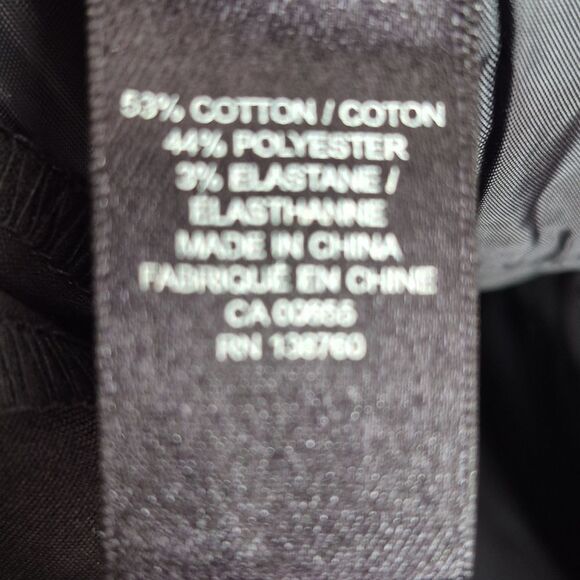 53% COTTON / COTON
44% POLYESTER
3% ELASTANE /
ÉLASTHANNE
MADE IN CHINA
FABRIQUÉ EN CHINE
CA
RN